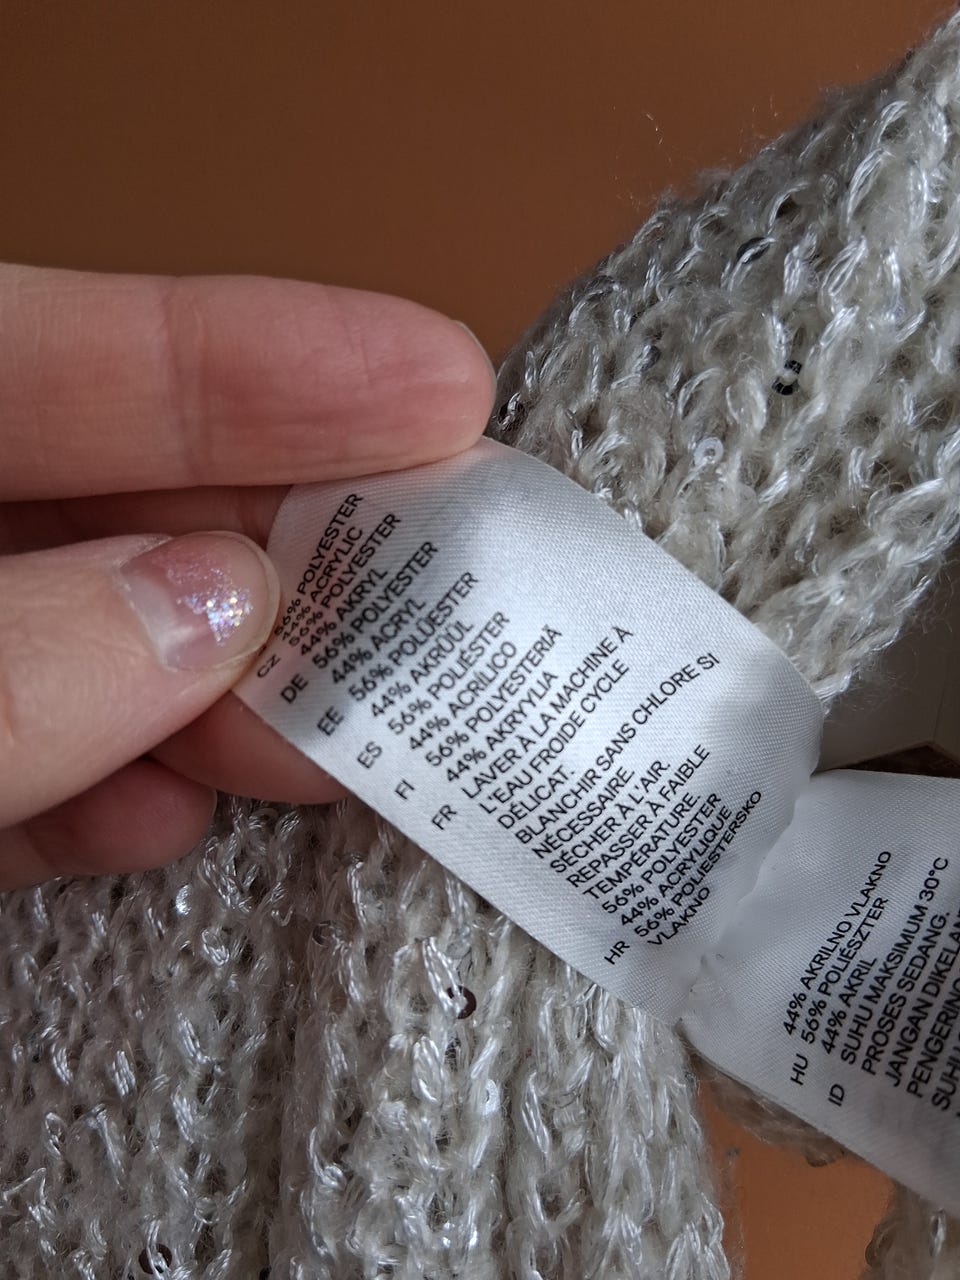 56% POLYESTER
44% ACRYLIC
CZ 56% POLYESTER
44% AKRYL
DE 56% POLYESTER
44% ACRYL
EE 56% POLÜESTER
44% AKRÜÜL
ES 56% POLIÉSTER
44% ACRÍLICO
FI 56% POLYESTERIÄ
44% AKRYYLIA
FR LAVER À LA MACHINE À
L'EAU FROIDE CYCLE
DÉLICAT.
BLANCHIR SANS CHLORE SI
NÉCESSAIRE
SÉCHER À L'AIR.
REPASSER À FAIBLE
TEMPÉRATURE.
56% POLYESTER
44% ACRYLIQUE
HR 56% POLIESTERSKO
VLAKNO
44% AKRILNO VLAKNO
HU 56% POLIÉSZTER
44% AKRIL
ID SUHU MAKSIMUM 30°C
PROSES SEDANG.
JANGAN